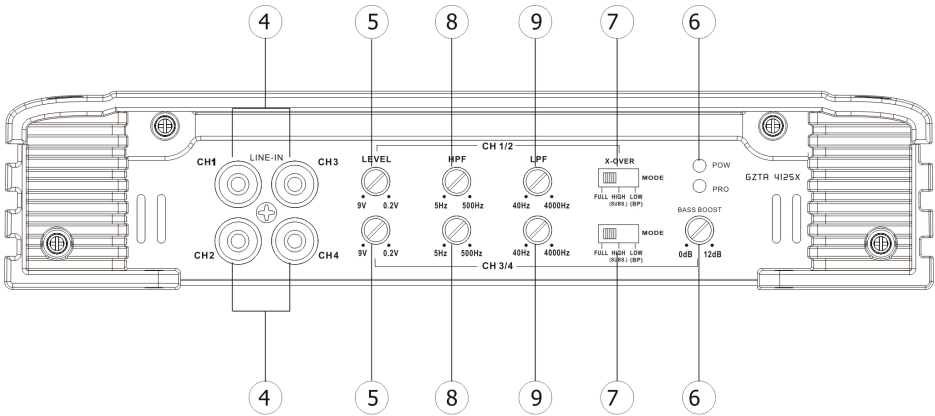 4 5 8 9 7 6
CH 1/2
CH1 LINE-IN CH3 LEVEL HPF LPF X-OVER
POW
MODE
PRO
GZTA 4125X
9V 0.2V 5Hz 500Hz 40Hz 4000Hz FULL HIGH LOW
(SUBS.) (BP)
BASS BOOST
MODE
CH2 CH4 9V 0.2V 5Hz 500Hz 40Hz 4000Hz FULL HIGH LOW 0dB 12dB
(SUBS.) (BP)
CH 3/4
4 5 8 9 7 6